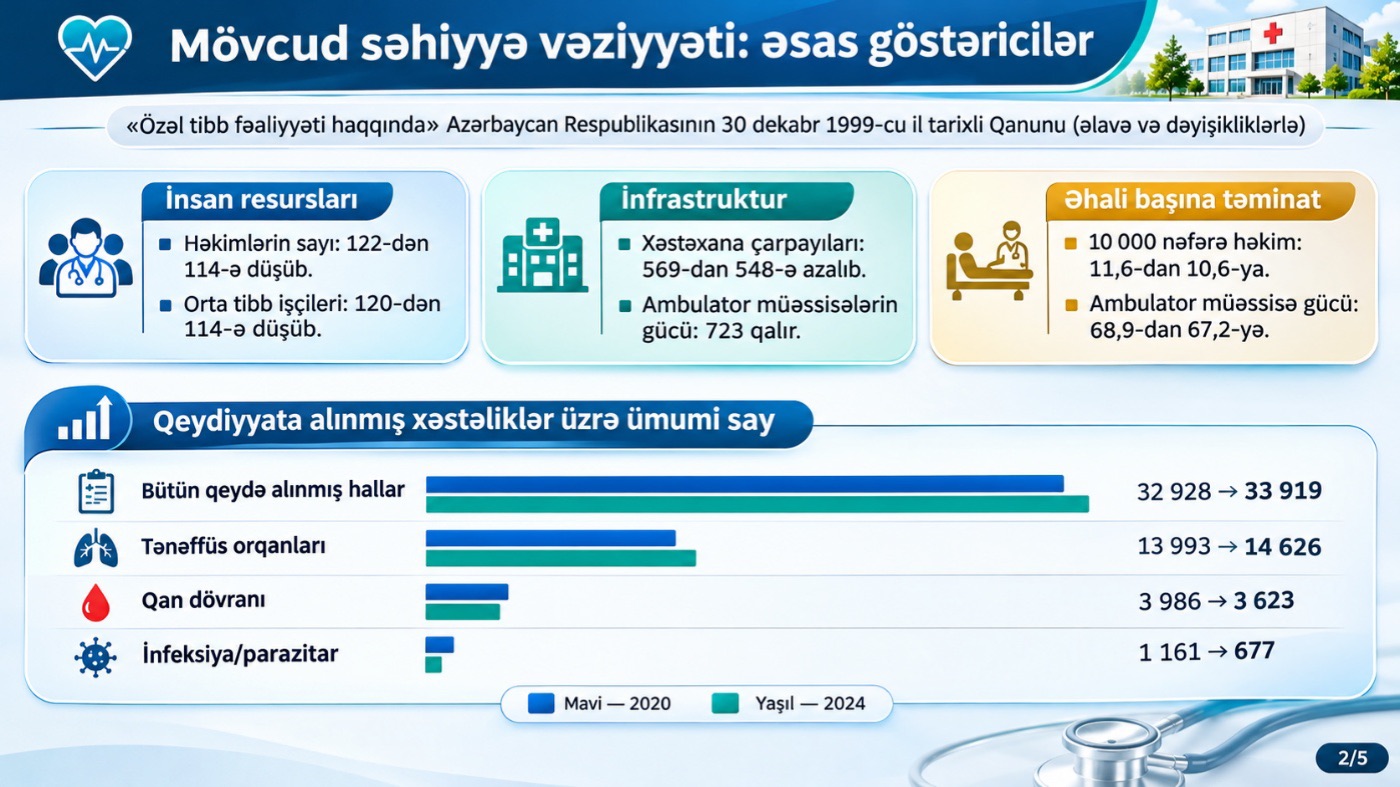 Mövcud səhiyyə vəziyyəti: əsas göstəricilər
«Özəl tibb fəaliyyəti haqqında» Azərbaycan Respublikasının 30 dekabr 1999-cu il tarixli Qanunu (əlavə və dəyişikliklərlə)
İnsan resursları
Həkimlərin sayı: 122-dən
114-ə düşüb.
Orta tibb işçileri: 120-dən
114-ə düşüb.
İnfrastruktur
Xəstəxana çarpayıları:
569-dan 548-ə azalıb.
Ambulator müəssisələrin
gücü: 723 qalır.
Əhali başına təminat
10 000 nəfərə həkim:
11,6-dan 10,6-ya.
Ambulator müəssisə gücü:
68,9-dan 67,2-yə.
Qeydiyyata alınmış xəstəliklər üzrə ümumi say
Bütün qeydə alınmış hallar
32 928 → 33 919
Tənəffüs orqanları
13 993 → 14 626
Qan dövranı
3 986 → 3 623
İnfeksiya/parazitar
1 161 → 677
Mavi — 2020
Yaşıl — 2024
2/5